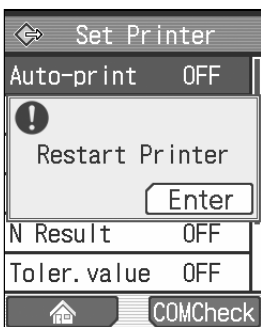 Set Printer
Auto-print OFF
Restart Printer
Enter
N Result OFF
Toler.value OFF
COMCheck